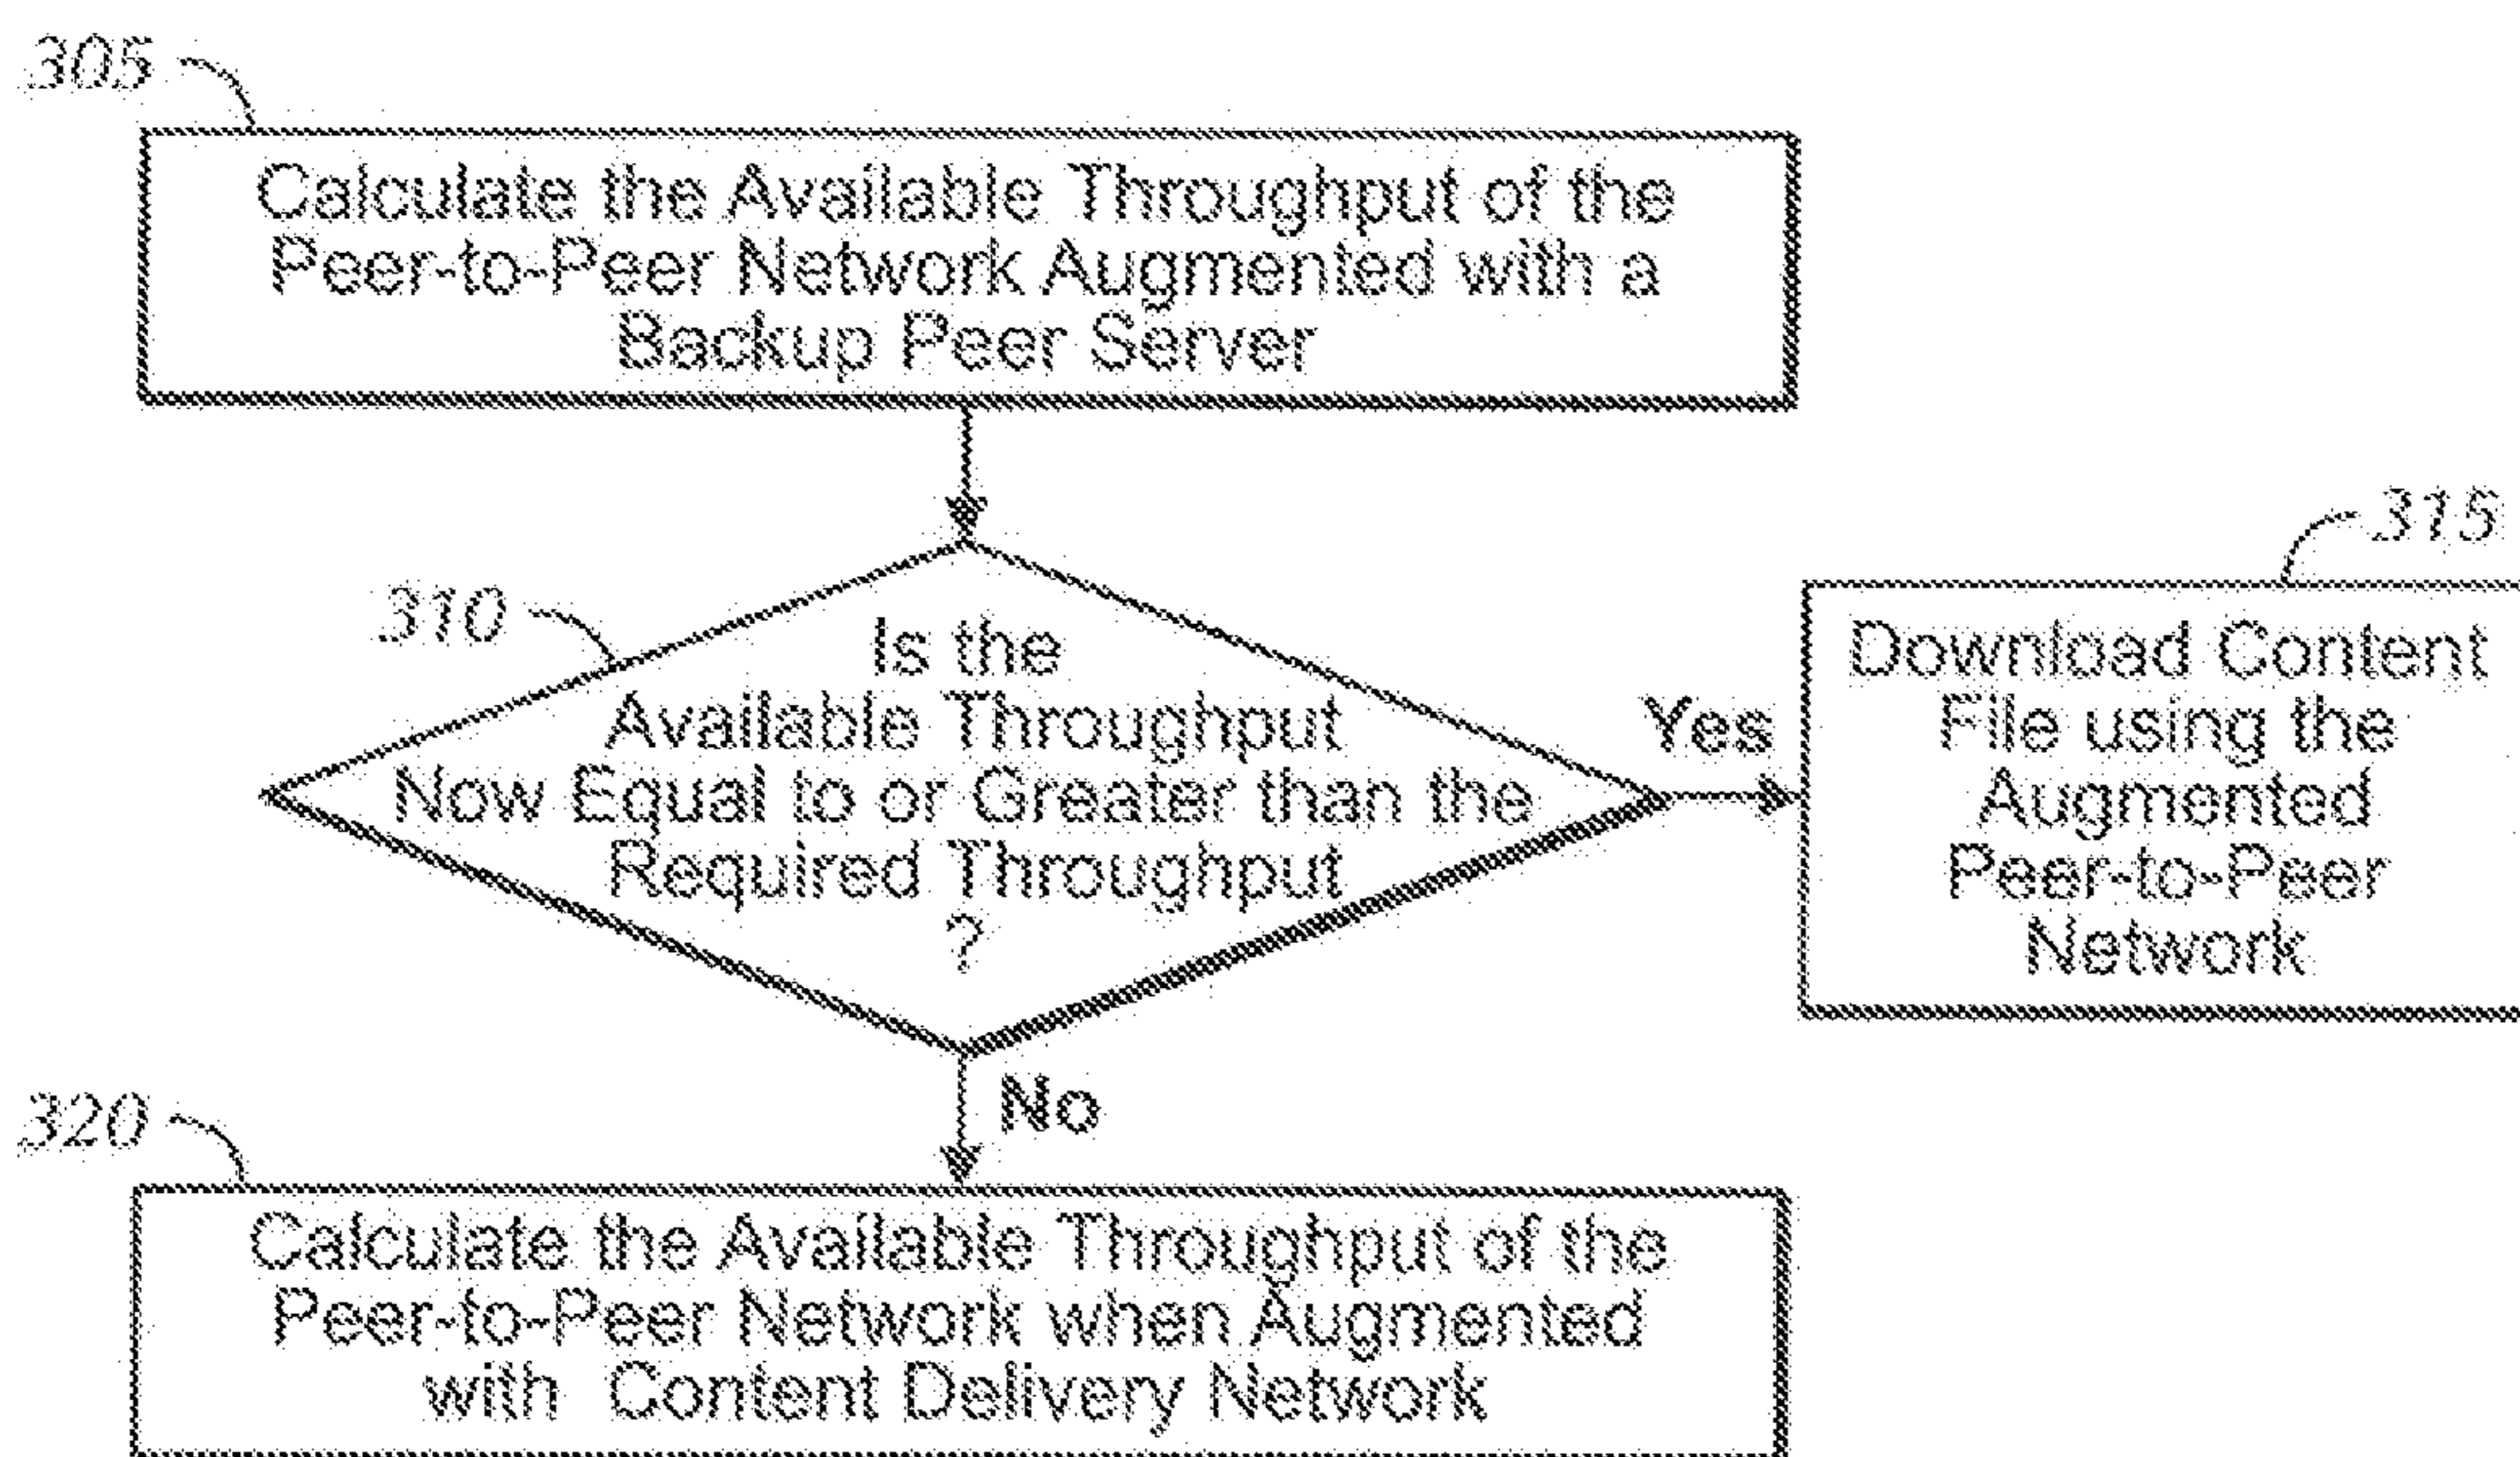 305
Calculate the Available Throughput of the
Peer-to-Peer Network Augmented with a
Backup Peer Server
310
Is the
Available Throughput
Now Equal to or Greater than the
Required Throughput
?
Yes
315
Download Content
File using the
Augmented
Peer-to-Peer
Network
No
320
Calculate the Available Throughput of the
Peer-to-Peer Network when Augmented
with Content Delivery Network